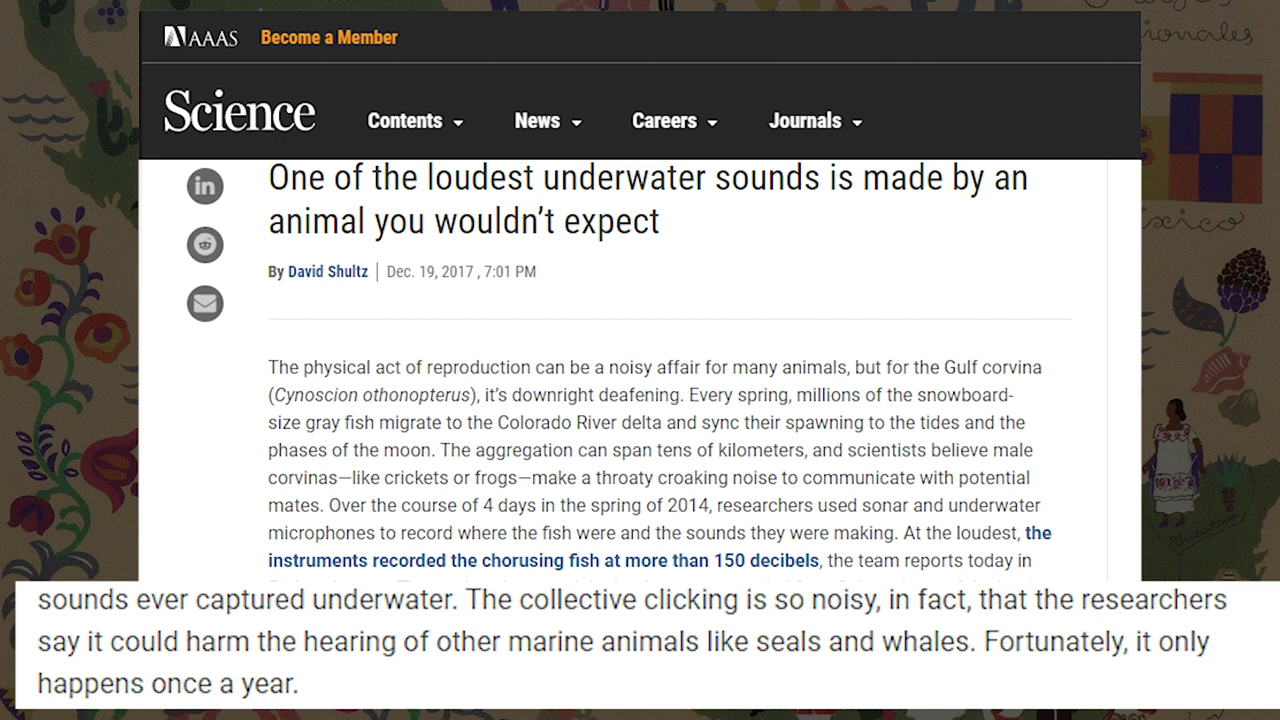 AAAS Become a Member
ionales
Science Contents News Careers Journals
One of the loudest underwater sounds is made by an
animal you wouldn’t expect
in
By David Shultz | Dec. 19, 2017 , 7:01 PM
The physical act of reproduction can be a noisy affair for many animals, but for the Gulf corvina
(Cynoscion othonopterus), it’s downright deafening. Every spring, millions of the snowboard-
size gray fish migrate to the Colorado River delta and sync their spawning to the tides and the
phases of the moon. The aggregation can span tens of kilometers, and scientists believe male
corvinas—like crickets or frogs—make a throaty croaking noise to communicate with potential
mates. Over the course of 4 days in the spring of 2014, researchers used sonar and underwater
microphones to record where the fish were and the sounds they were making. At the loudest, the
instruments recorded the chorusing fish at more than 150 decibels, the team reports today in
sounds ever captured underwater. The collective clicking is so noisy, in fact, that the researchers
say it could harm the hearing of other marine animals like seals and whales. Fortunately, it only
happens once a year.